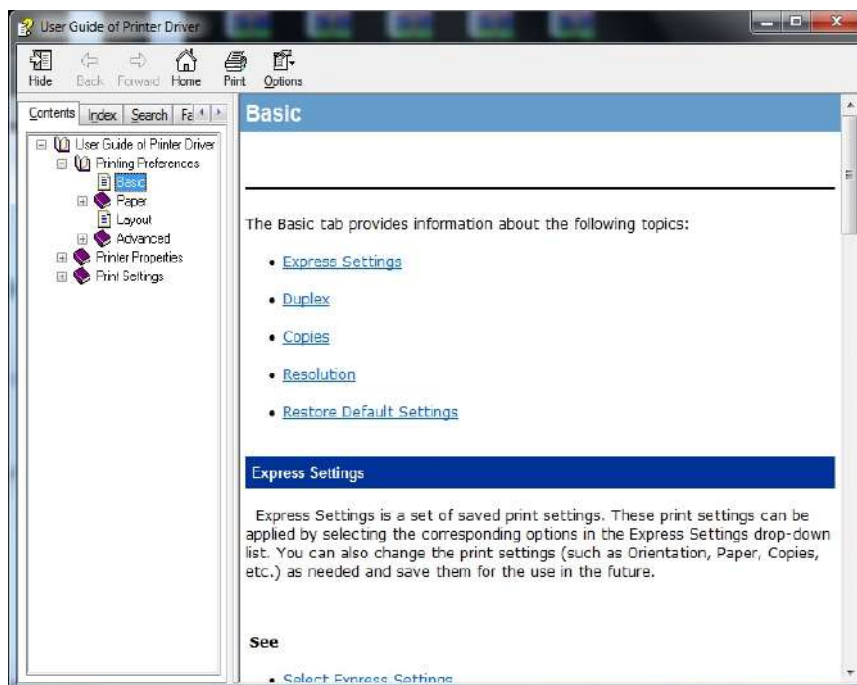 User Guide of Printer Driver
Hide Back Forward Home Print Options
Contents Index Search Fa
Basic
User Guide of Printer Driver
Printing Preferences
Basic
Paper
Layout
Advanced
Printer Properties
Print Settings
The Basic tab provides information about the following topics:
• Express Settings
• Duplex
• Copies
• Resolution
• Restore Default Settings
Express Settings
Express Settings is a set of saved print settings. These print settings can be
applied by selecting the corresponding options in the Express Settings drop-down
list. You can also change the print settings (such as Orientation, Paper, Copies,
etc.) as needed and save them for the use in the future.
See
• Select Express Settings